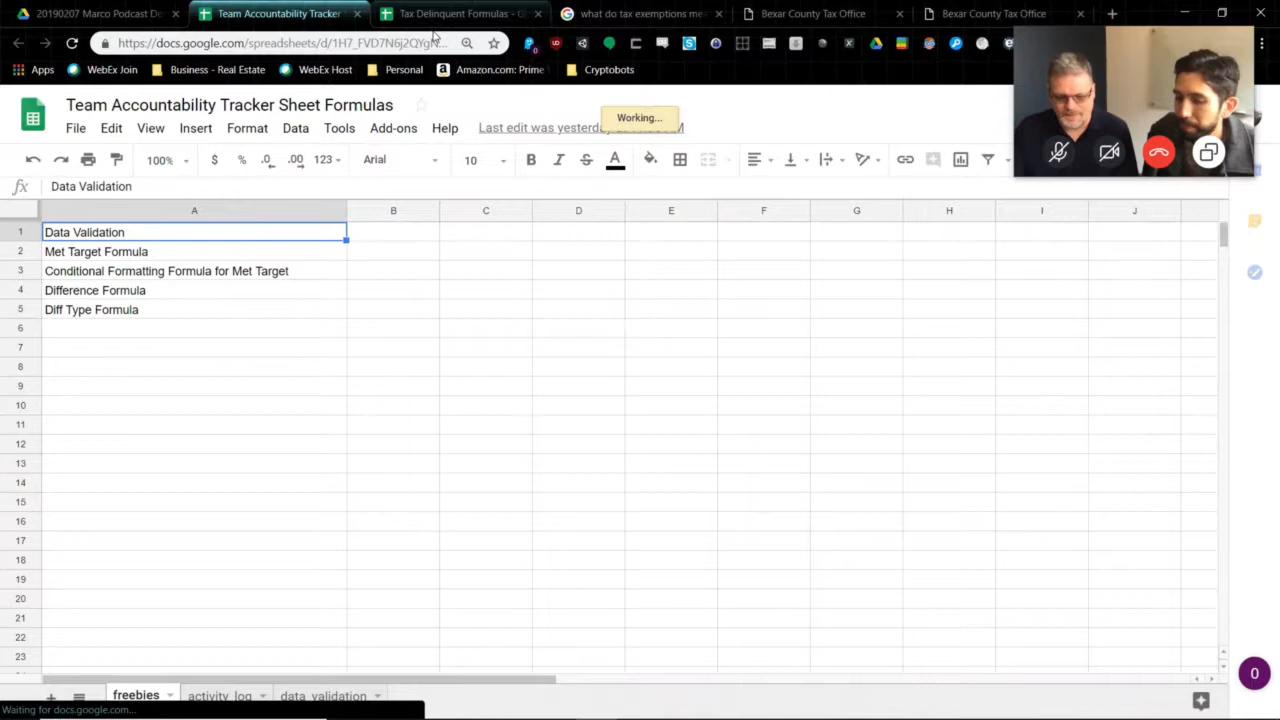 20190207 Marco Podcast De
Team Accountability Tracker
Tax Delinquent Formulas - G
what do tax exemptions me
Bexar County Tax Office
Bexar County Tax Office
https://docs.google.com/spreadsheets/d/1H7_FVD7N6j2QYg
Apps
WebEx Join
Business - Real Estate
WebEx Host
Personal
Amazon.com: Prime
Cryptobots
Team Accountability Tracker Sheet Formulas
File Edit View Insert Format Data Tools Add-ons Help Last edit was yesterday
Working...
100% $ % .0 .00 123 Arial 10 B I S A
fx Data Validation
A B C D E F G H I J
1 Data Validation
2 Met Target Formula
3 Conditional Formatting Formula for Met Target
4 Difference Formula
5 Diff Type Formula
6
7
8
9
10
11
12
13
14
15
16
17
18
19
20
21
22
23
freebies activity_log data_validation
Waiting for docs.google.com...
0